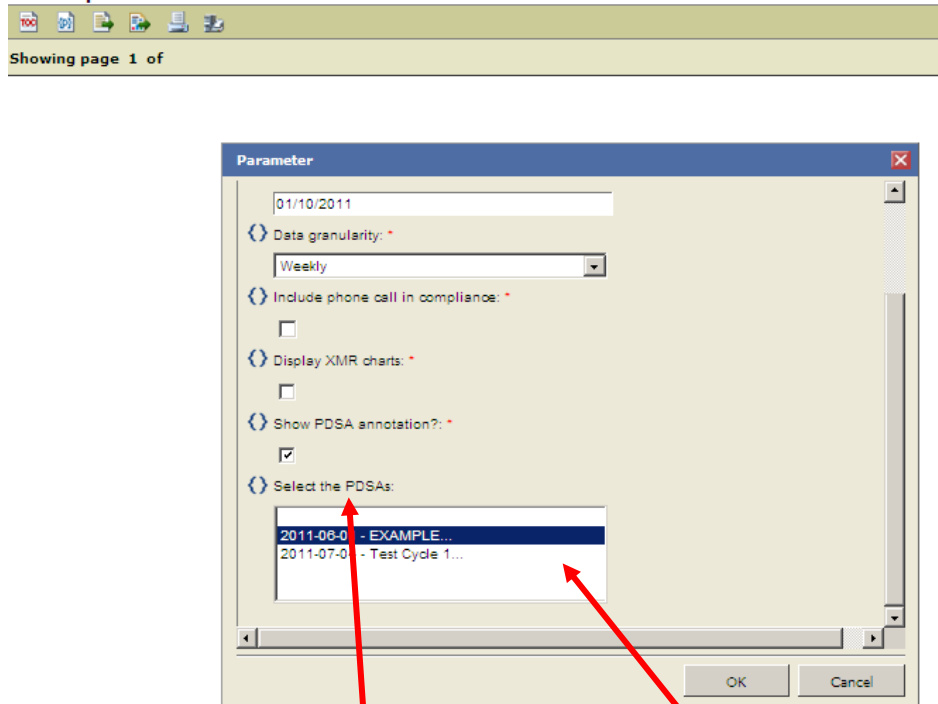 TOC
Showing page 1 of
Parameter
01/10/2011
Data granularity: *
Weekly
Include phone call in compliance: *
Display XMR charts: *
Show PDSA annotation?: *
Select the PDSAs:
- EXAMPLE...
- Test Cycle 1...
OK Cancel